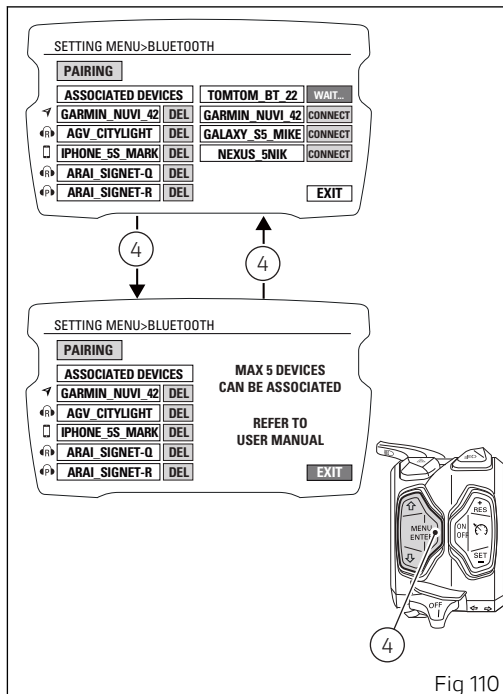 SETTING MENU>BLUETOOTH
PAIRING
ASSOCIATED DEVICES TOMTOM_BT_22 WAIT...
GARMIN_NUVI_42 DEL GARMIN_NUVI_42 CONNECT
R AGV_CITYLIGHT DEL GALAXY_S5_MIKE CONNECT
IPHONE_5S_MARK DEL NEXUS_5NIK CONNECT
R ARAI_SIGNET-Q DEL
P ARAI_SIGNET-R DEL EXIT
4 4
SETTING MENU>BLUETOOTH
PAIRING
ASSOCIATED DEVICES MAX 5 DEVICES
GARMIN_NUVI_42 DEL CAN BE ASSOCIATED
R AGV_CITYLIGHT DEL REFER TO
IPHONE_5S_MARK DEL USER MANUAL
R ARAI_SIGNET-Q DEL
P ARAI_SIGNET-R DEL EXIT
MENU
ENTER
+
RES
ON
OFF
SET
-
OFF
4
Fig 110